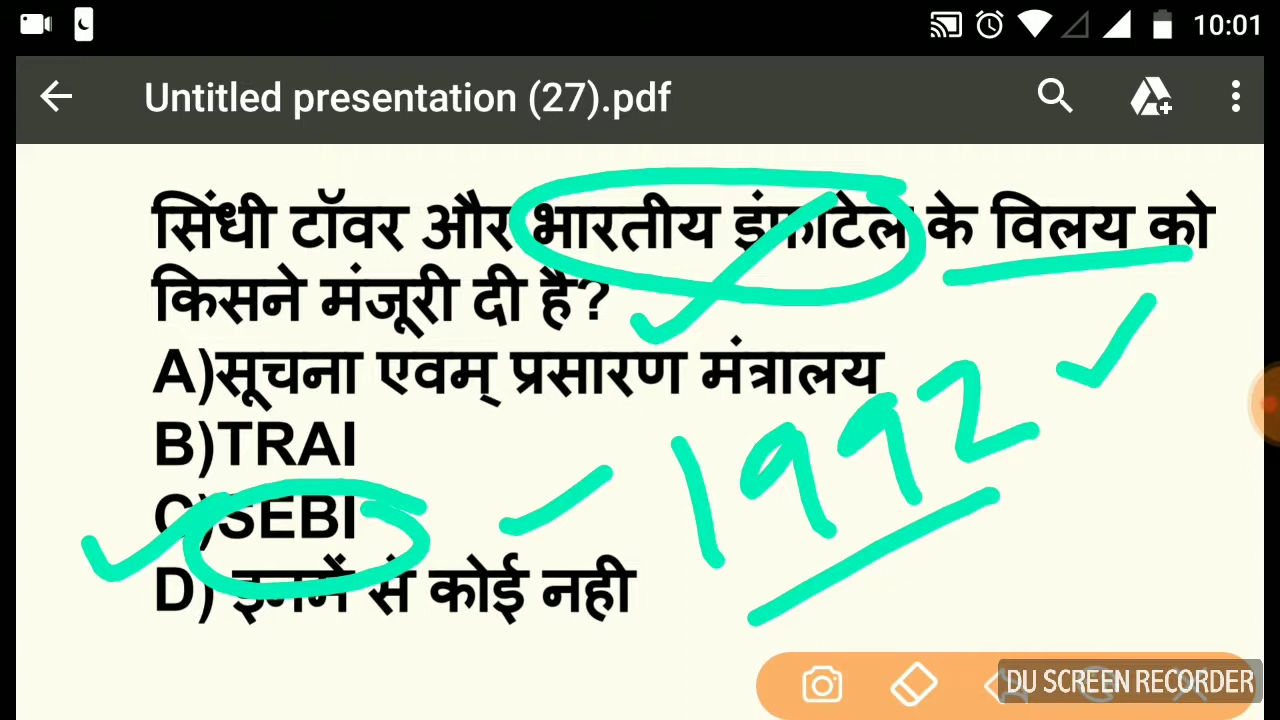 10:01
Untitled presentation (27).pdf
सिंधी टॉवर और भारतीय इंफाटेल के विलय को
किसने मंजूरी दी है?
A)सूचना एवम् प्रसारण मंत्रालय
B)TRAI
C)SEBI
D) इनमें से कोई नही
1992
DU SCREEN RECORDER